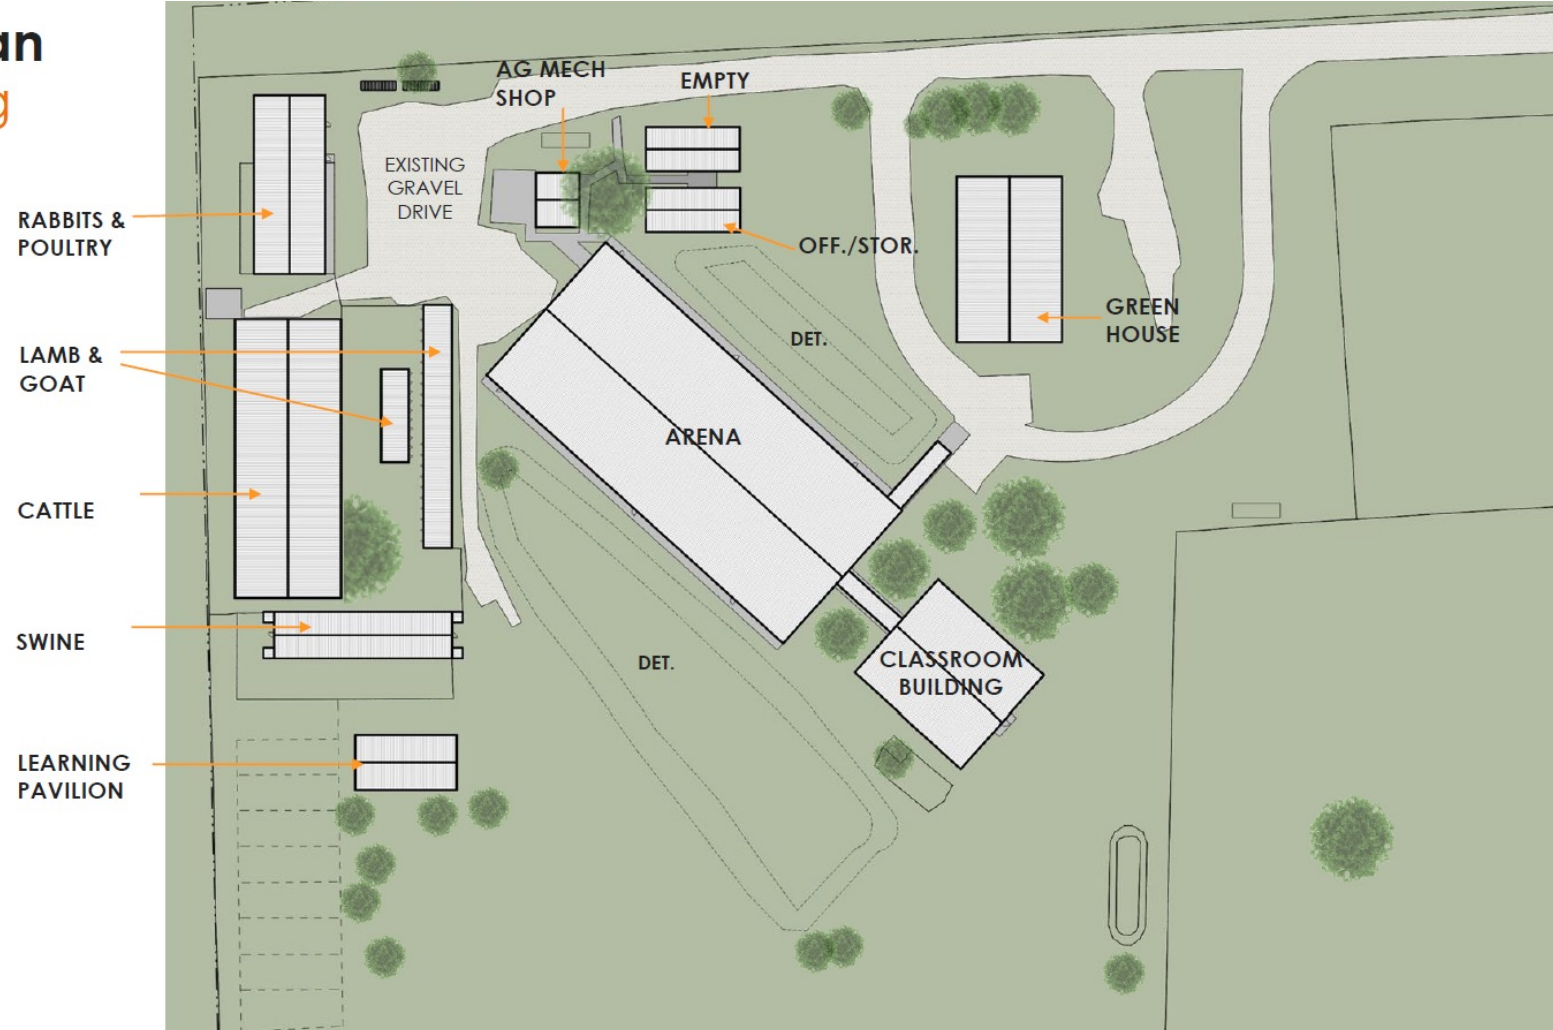 AG MECH
SHOP
EMPTY
EXISTING
GRAVEL
DRIVE
RABBITS &
POULTRY
OFF./STOR.
GREEN
HOUSE
DET.
LAMB &
GOAT
ARENA
CATTLE
SWINE
DET.
CLASSROOM
BUILDING
LEARNING
PAVILION